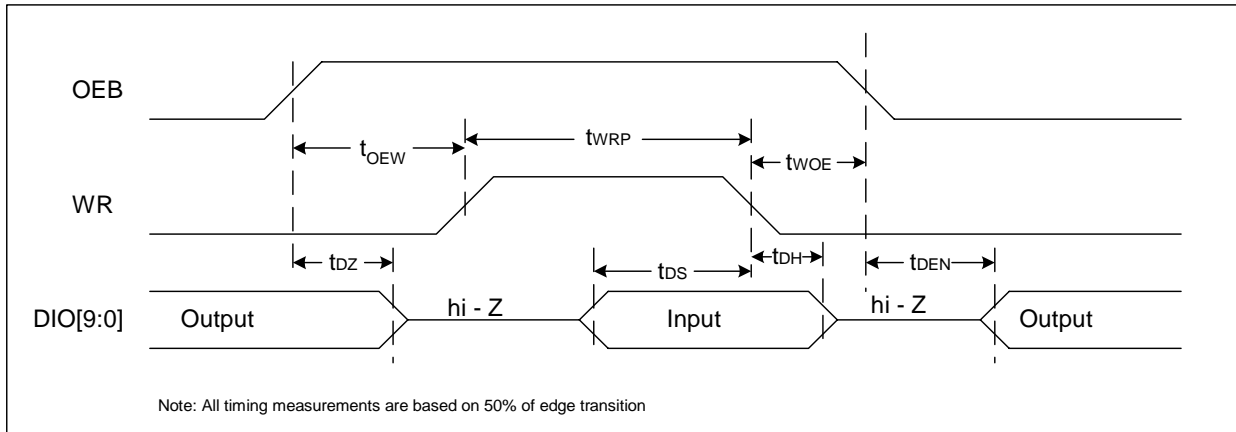 OEB
tOEW
tWRP
tWOE
WR
tDZ
tDS
tDH
tDEN
DIO[9:0]
Output
hi - Z
Input
hi - Z
Output
Note: All timing measurements are based on 50% of edge transition